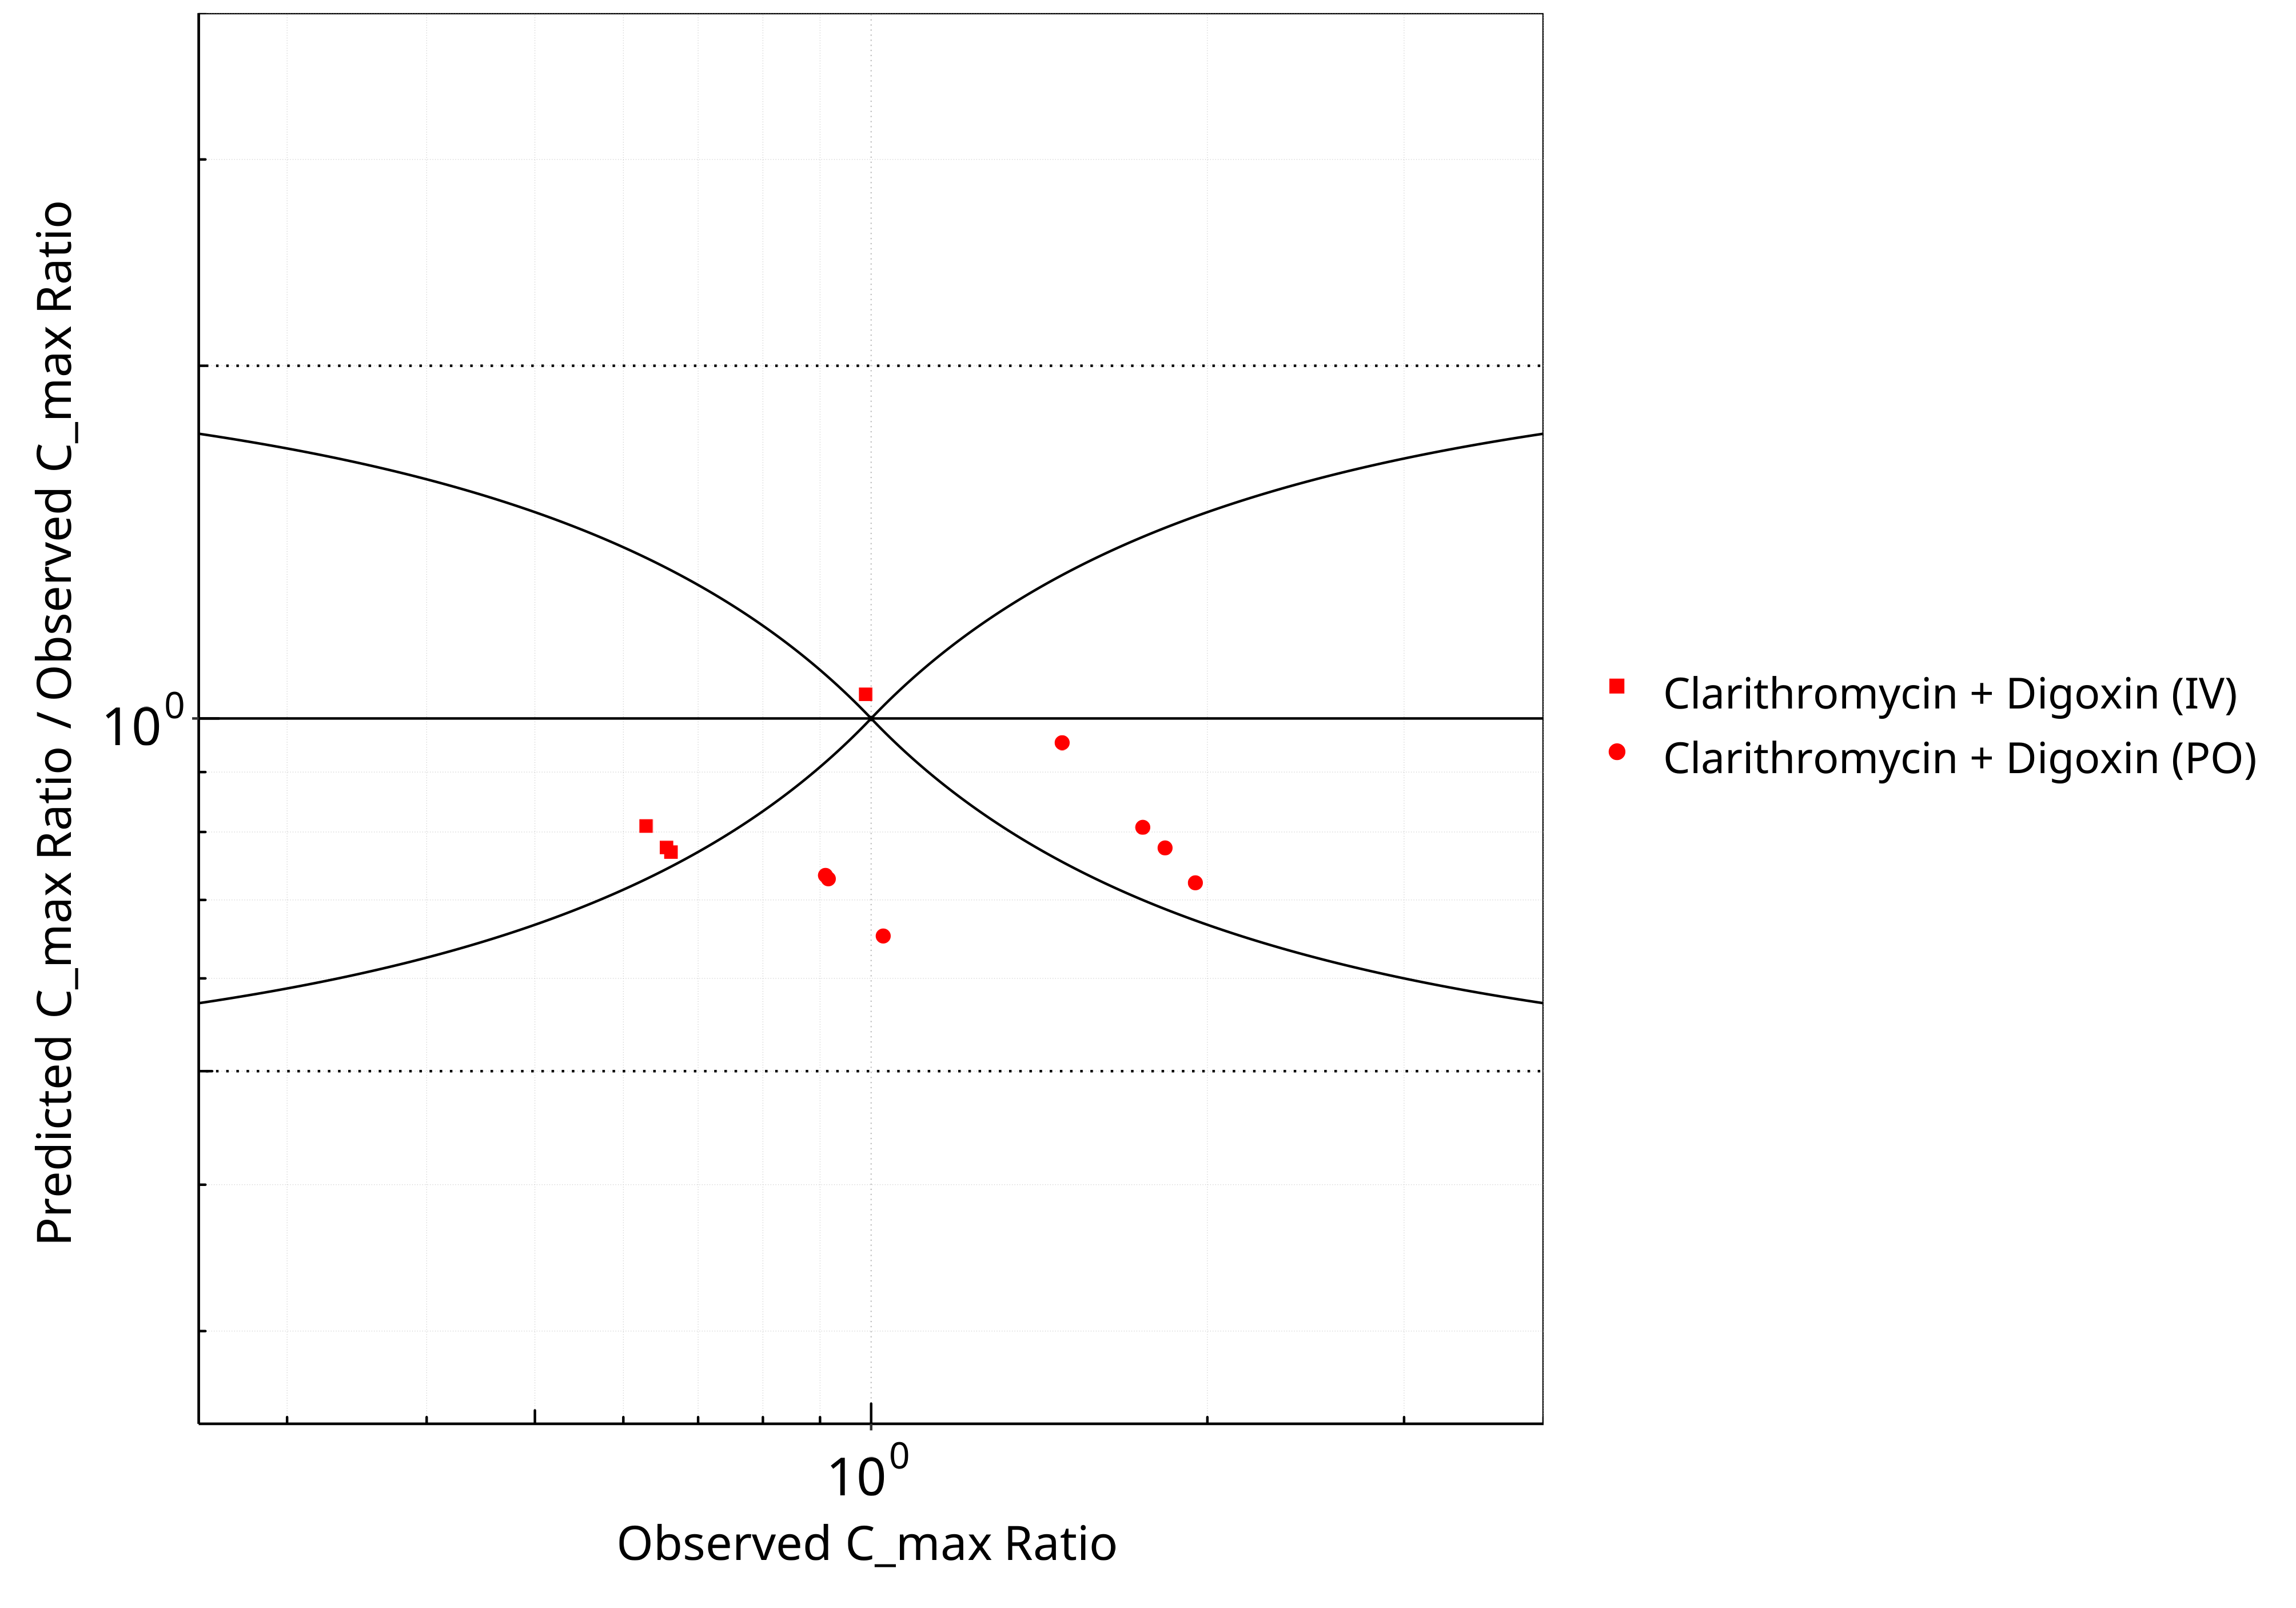 Predicted C_max Ratio / Observed C_max Ratio
10^0
10^0
Observed C_max Ratio
Clarithromycin + Digoxin (IV)
Clarithromycin + Digoxin (PO)